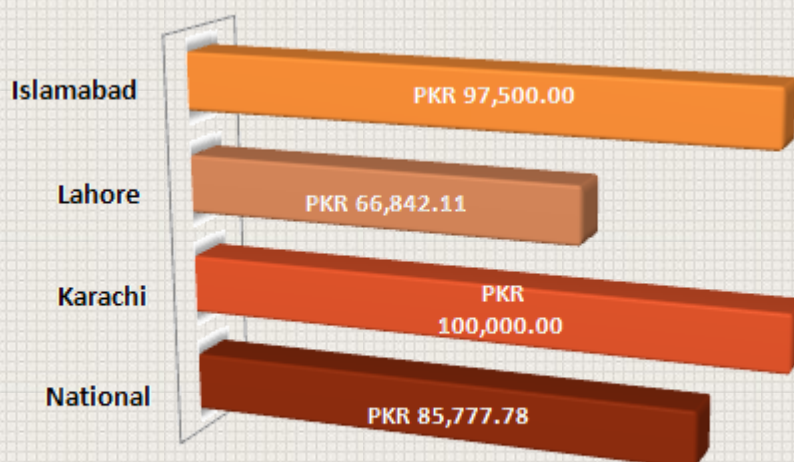 Islamabad
PKR 97,500.00
Lahore
PKR 66,842.11
Karachi
PKR
100,000.00
National
PKR 85,777.78